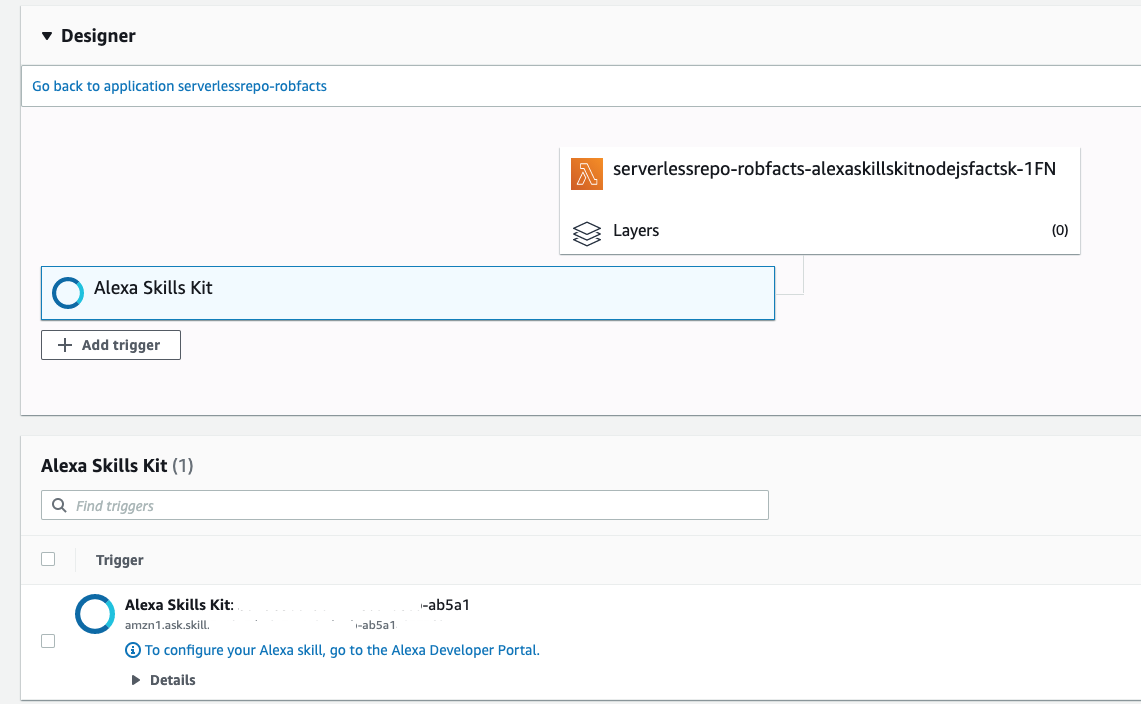 Designer
Go back to application serverlessrepo-robfacts
serverlessrepo-robfacts-alexaskillskitnodejsfactsk-1FN
Layers (0)
Alexa Skills Kit
Add trigger
Alexa Skills Kit (1)
Find triggers
Trigger
Alexa Skills Kit: -ab5a1
amzn1.ask.skill. -ab5a1
To configure your Alexa skill, go to the Alexa Developer Portal.
Details